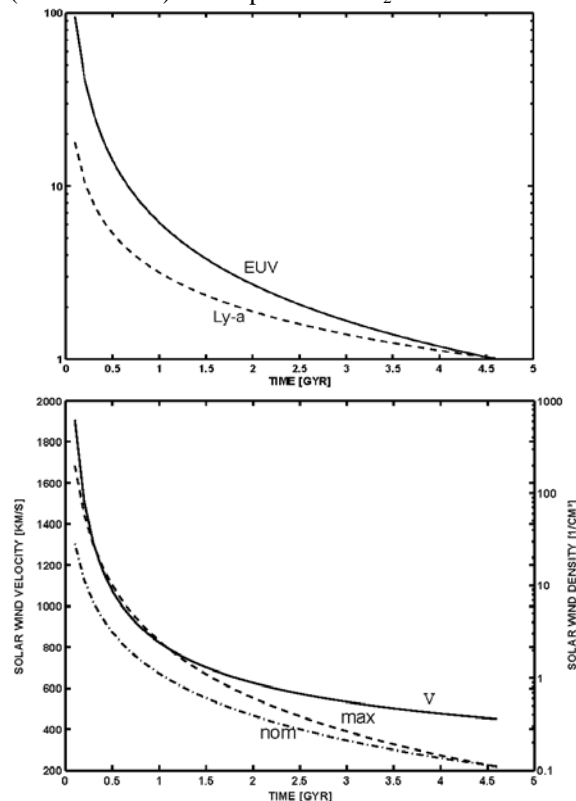 100
10
EUV
Ly-a
1
0 0.5 1 1.5 2 2.5 3 3.5 4 4.5 5
TIME [GYR]
2000 1000
1800
1600 100
1400
1200 10
1000
800 1
600 V
max
400 nom
200 0.1
0 0.5 1 1.5 2 2.5 3 3.5 4 4.5 5
TIME [GYR]
SOLAR WIND VELOCITY [KM/S]
SOLAR WIND DENSITY [1/CM³]